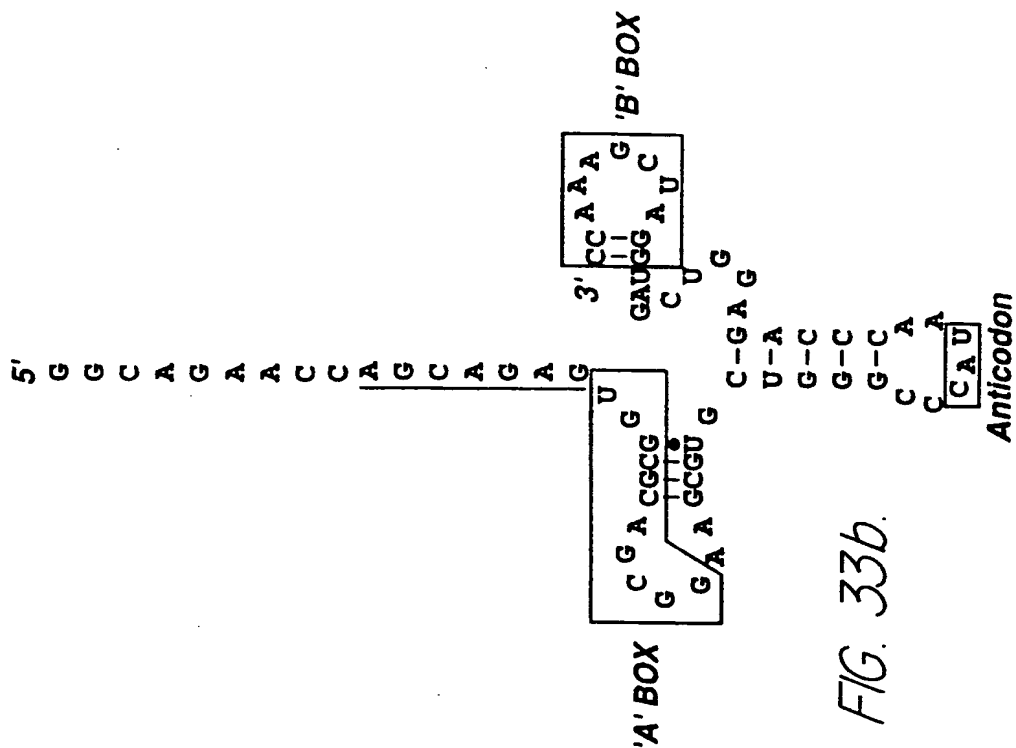 5'
G G C A G A A C C A G C A G A G
U G
CGCG
A G C G G A A
GCGU
G
'A' BOX
3'
CC
A A A A G C U A
GAUGG
C U G G A
'B' BOX
C-G
U-A
G-C
G-C
G-C
C A
C A
C A U
Anticodon
FIG. 33b.